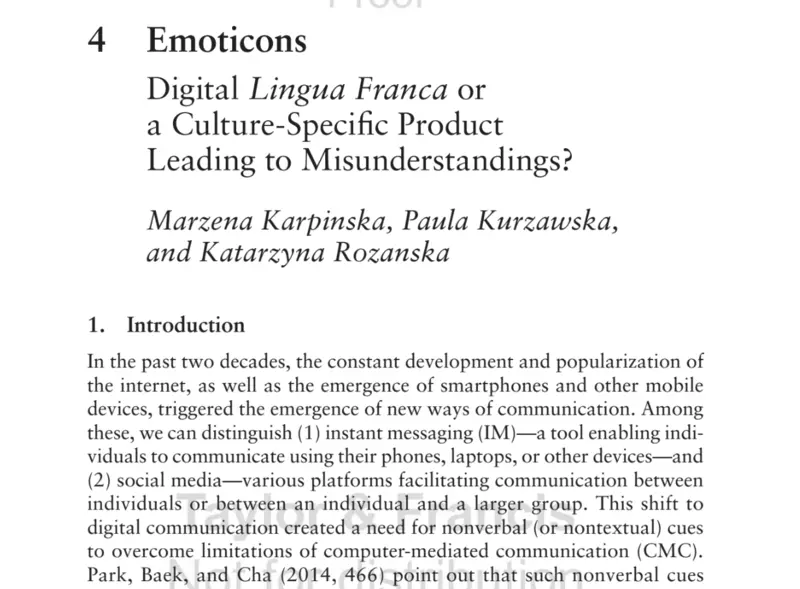 Proof
4 Emoticons
Digital Lingua Franca or
a Culture-Specific Product
Leading to Misunderstandings?
Marzena Karpinska, Paula Kurzawska,
and Katarzyna Rozanska
1. Introduction
In the past two decades, the constant development and popularization of
the internet, as well as the emergence of smartphones and other mobile
devices, triggered the emergence of new ways of communication. Among
these, we can distinguish (1) instant messaging (IM)—a tool enabling indi-
viduals to communicate using their phones, laptops, or other devices—and
(2) social media—various platforms facilitating communication between
individuals or between an individual and a larger group. This shift to
Taylor & Francis
digital communication created a need for nonverbal (or nontextual) cues
to overcome limitations of computer-mediated communication (CMC).
Not for distribution
Park, Baek, and Cha (2014, 466) point out that such nonverbal cues